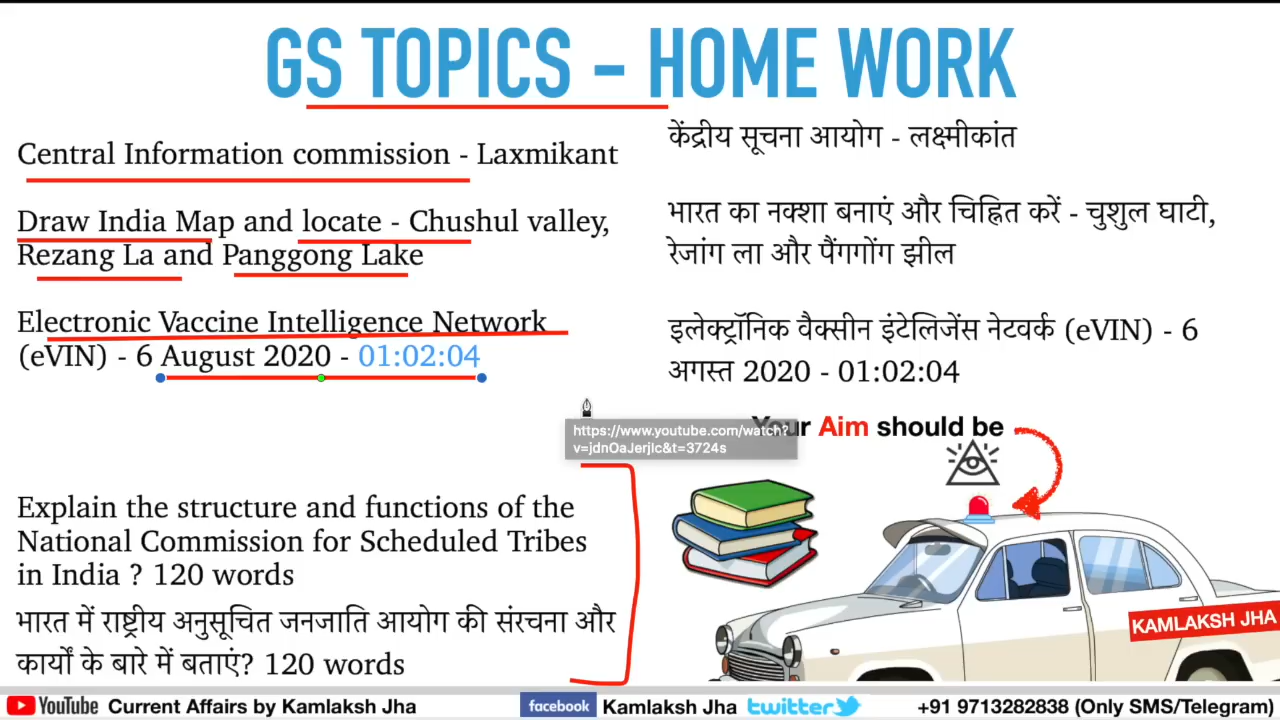 GS TOPICS - HOME WORK
Central Information commission - Laxmikant
Draw India Map and locate - Chushul valley,
Rezang La and Panggong Lake
Electronic Vaccine Intelligence Network
(eVIN) - 6 August 2020 - 01:02:04
केंद्रीय सूचना आयोग - लक्ष्मीकांत
भारत का नक्शा बनाएं और चिह्नित करें - चुशुल घाटी,
रेजांग ला और पैंगगोंग झील
इलेक्ट्रॉनिक वैक्सीन इंटेलिजेंस नेटवर्क (eVIN) - 6
अगस्त 2020 - 01:02:04
Your Aim should be
https://www.youtube.com/watch?
v=jdnOaJerjIc&t=3724s
Explain the structure and functions of the
National Commission for Scheduled Tribes
in India ? 120 words
भारत में राष्ट्रीय अनुसूचित जनजाति आयोग की संरचना और
कार्यों के बारे में बताएं? 120 words
KAMLAKSH JHA
YouTube Current Affairs by Kamlaksh Jha facebook Kamlaksh Jha twitter +91 9713282838 (Only SMS/Telegram)